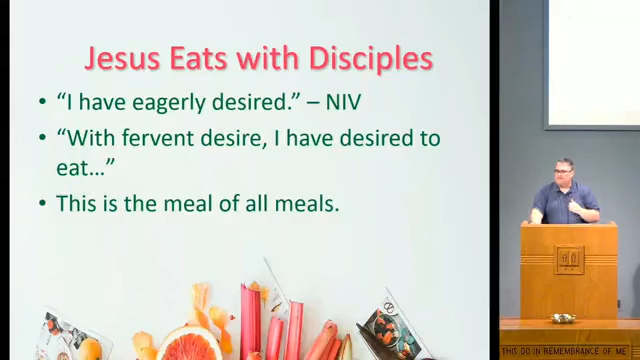 Jesus Eats with Disciples
• “I have eagerly desired.” – NIV
• “With fervent desire, I have desired to
eat…”
• This is the meal of all meals.
THIS DO IN REMEMBRANCE OF ME